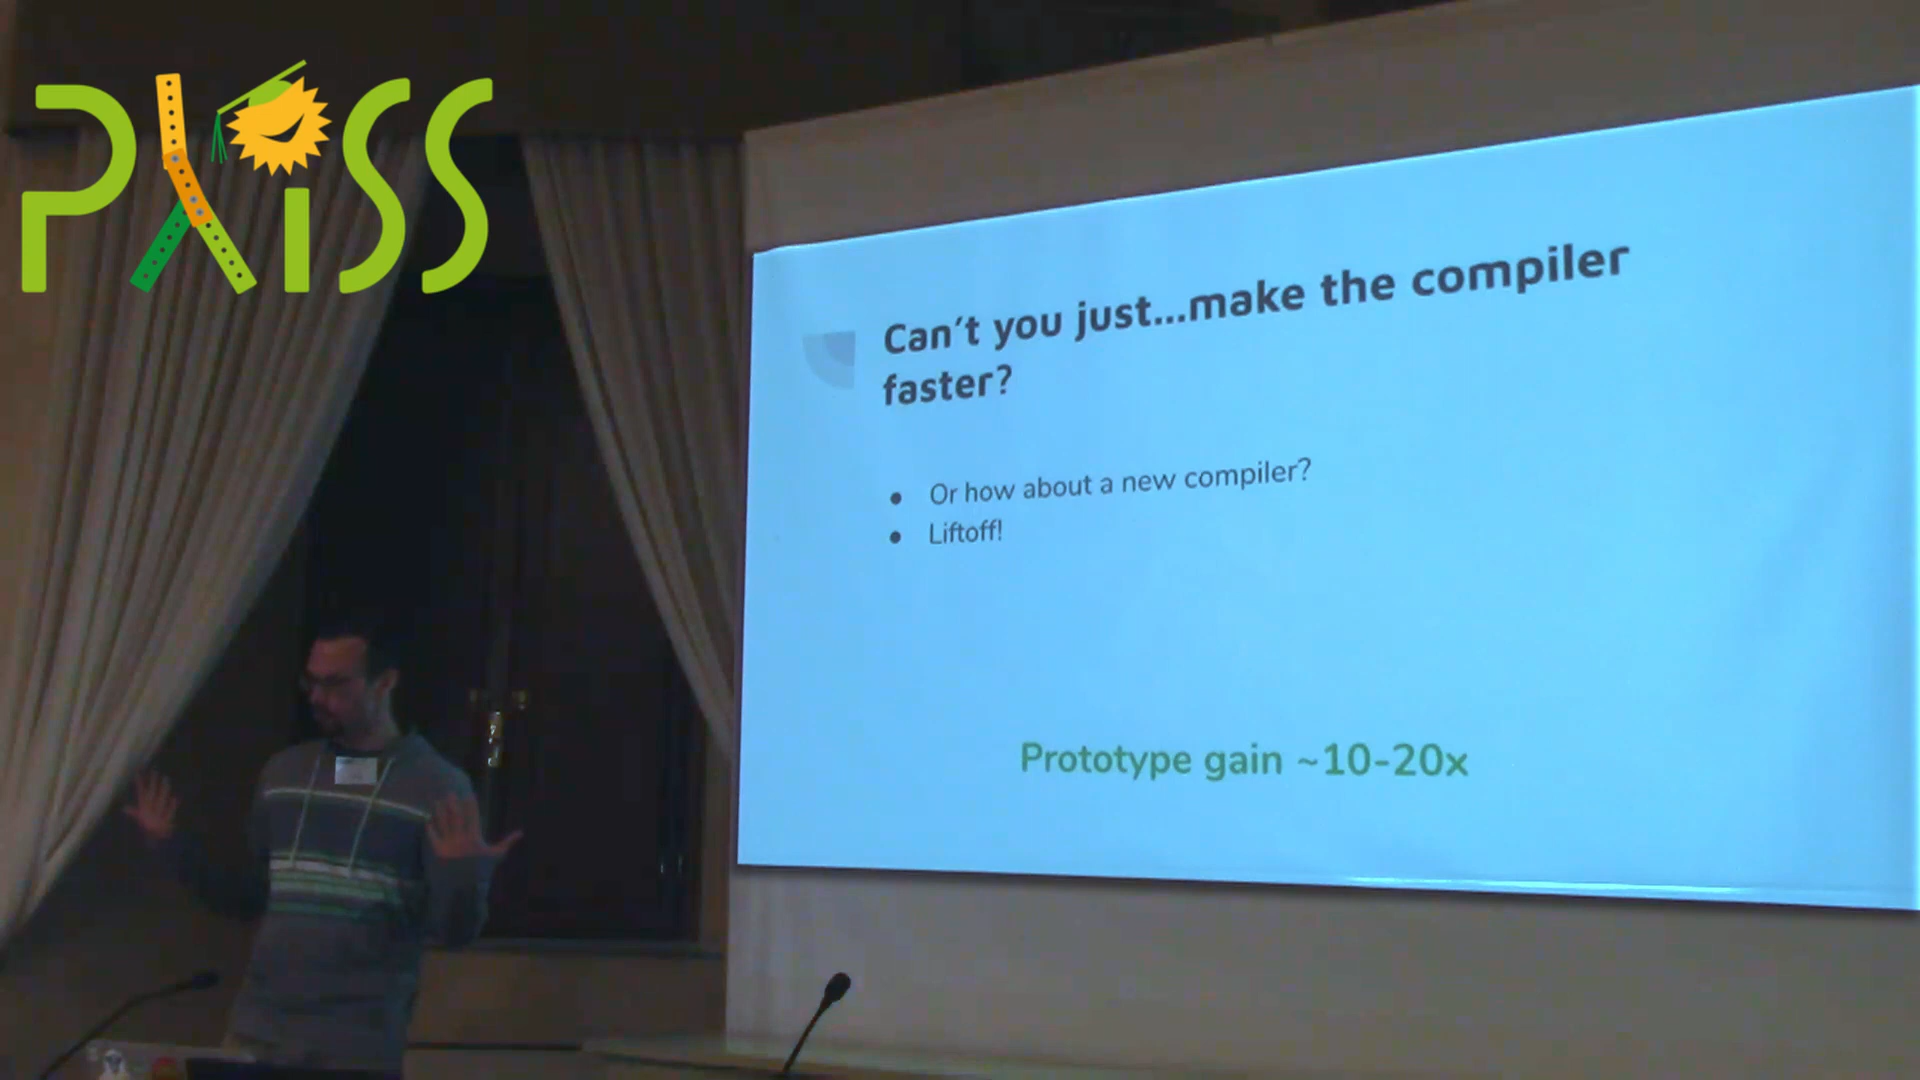 PLISS
Can't you just...make the compiler
faster?
● Or how about a new compiler?
● Liftoff!
Prototype gain ~10-20x